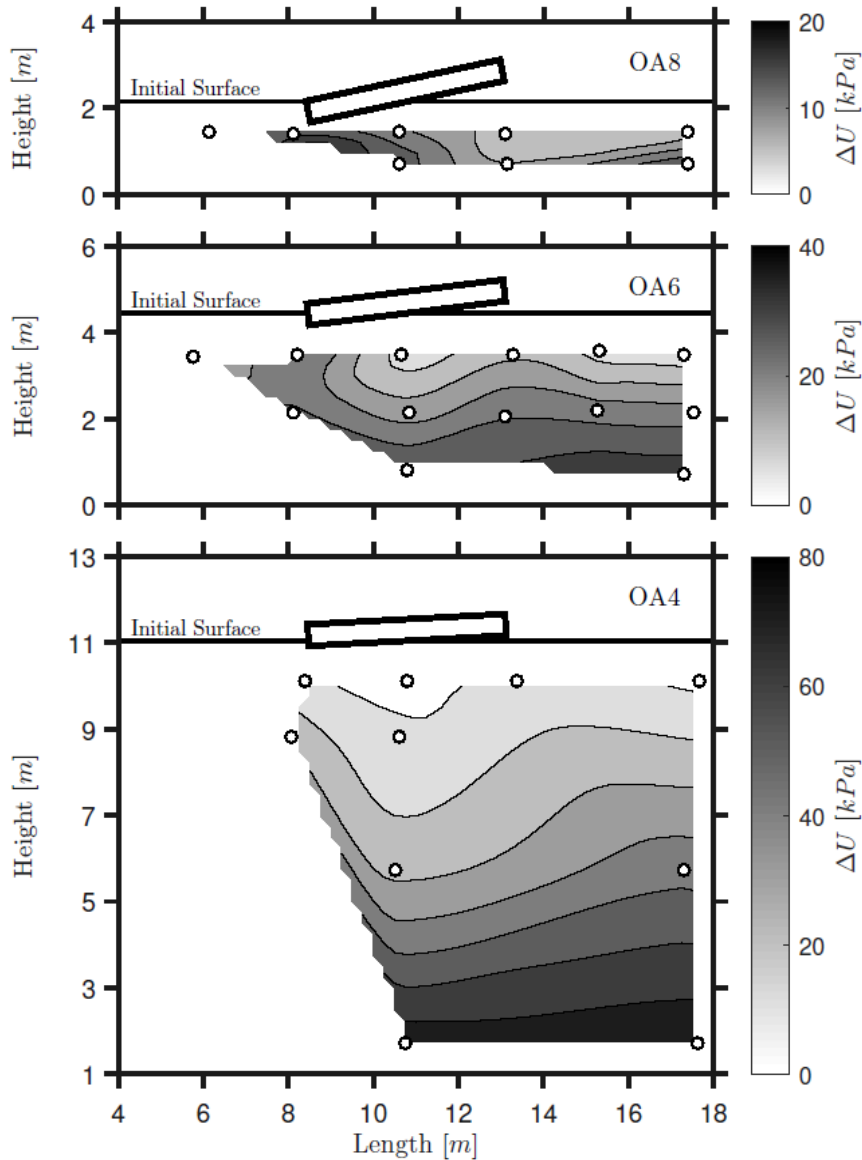 4
20
OA8
Initial Surface
2
10
Height [m]
ΔU [kPa]
0
0
6
40
OA6
Initial Surface
4
20
Height [m]
ΔU [kPa]
2
0
0
13
80
OA4
Initial Surface
11
60
9
Height [m]
7
40
ΔU [kPa]
5
20
3
1
0
4 6 8 10 12 14 16 18
Length [m]